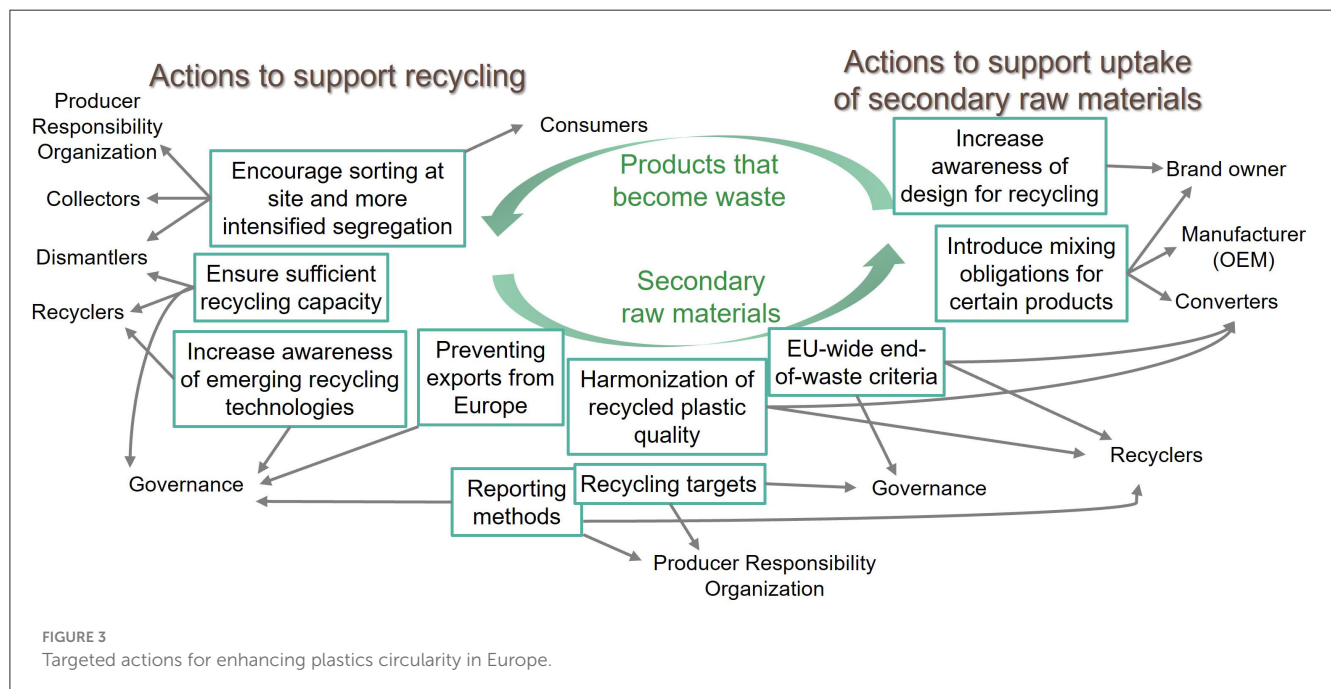 Actions to support recycling
Actions to support uptake
of secondary raw materials
Producer
Responsibility
Organization
Collectors
Dismantlers
Recyclers
Consumers
Encourage sorting at
site and more
intensified segregation
Ensure sufficient
recycling capacity
Increase awareness
of emerging recycling
technologies
Products that
become waste
Secondary
raw materials
Increase
awareness of
design for recycling
Brand owner
Introduce mixing
obligations for
certain products
Manufacturer
(OEM)
Converters
Preventing
exports from
Europe
Harmonization of
recycled plastic
quality
EU-wide end-
of-waste criteria
Recyclers
Governance
Reporting
methods
Recycling targets
Governance
Producer Responsibility
Organization
FIGURE 3
Targeted actions for enhancing plastics circularity in Europe.